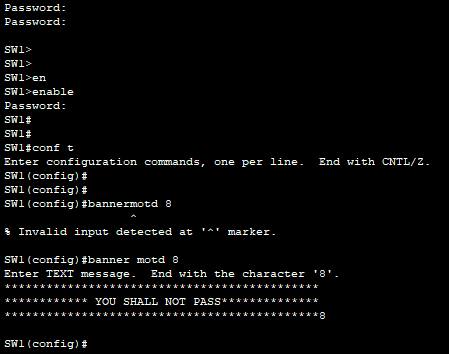 Password:
Password:
SW1>
SW1>
SW1>en
SW1>enable
Password:
SW1#
SW1#
SW1#conf t
Enter configuration commands, one per line.  End with CNTL/Z.
SW1(config)#
SW1(config)#
SW1(config)#bannermotd 8
^
% Invalid input detected at '^' marker.
SW1(config)#banner motd 8
Enter TEXT message.  End with the character '8'.
*********************************************
************ YOU SHALL NOT PASS**************
*********************************************8
SW1(config)#